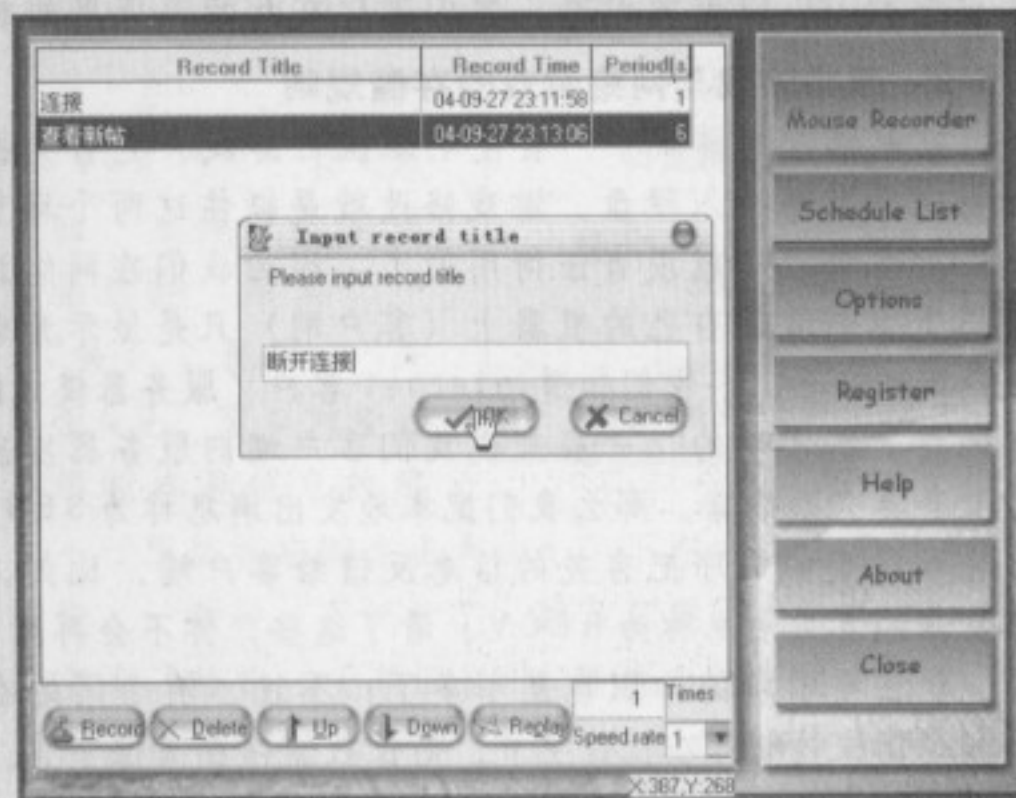 Record Title Record Time Period(s
连接 04-09-27 23:11:58 1
查看新帖 04-09-27 23:13:06 6
Input record title
Please input record title
断开连接
OK Cancel
Record Delete Up Down Replay
1 Times
Speed rate 1
X:387,Y:268
Mouse Recorder
Schedule List
Options
Register
Help
About
Close